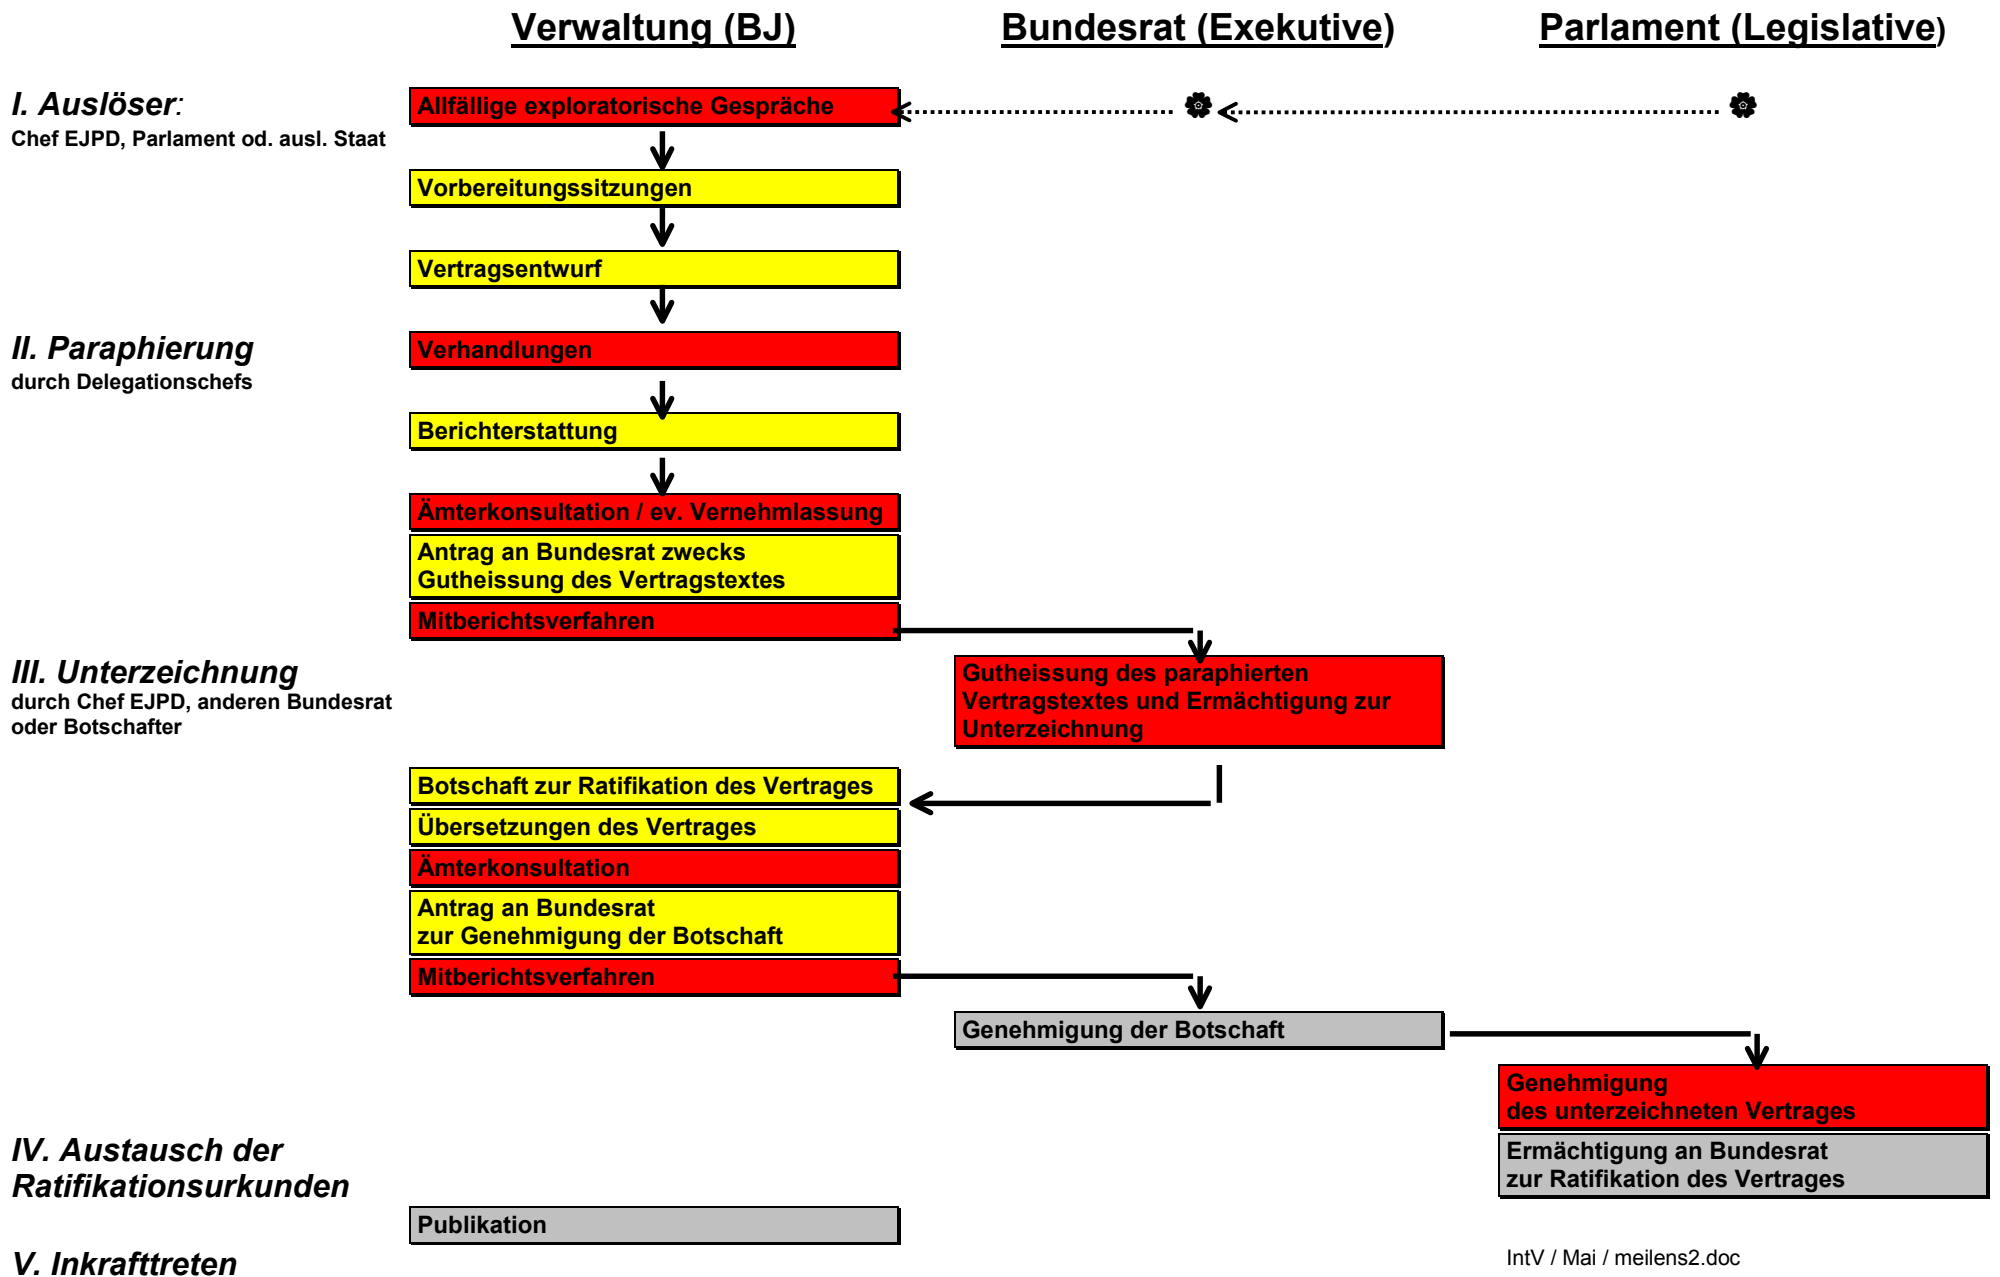 Verwaltung (BJ)
Bundesrat (Exekutive)
Parlament (Legislative)
I. Auslöser:
Chef EJPD, Parlament od. ausl. Staat
Allfällige exploratorische Gespräche
Vorbereitungssitzungen
Vertragsentwurf
II. Paraphierung
durch Delegationschefs
Verhandlungen
Berichterstattung
Ämterkonsultation / ev. Vernehmlassung
Antrag an Bundesrat zwecks
Gutheissung des Vertragstextes
Mitberichtsverfahren
III. Unterzeichnung
durch Chef EJPD, anderen Bundesrat
oder Botschafter
Gutheissung des paraphierten
Vertragstextes und Ermächtigung zur
Unterzeichnung
Botschaft zur Ratifikation des Vertrages
Übersetzungen des Vertrages
Ämterkonsultation
Antrag an Bundesrat
zur Genehmigung der Botschaft
Mitberichtsverfahren
Genehmigung der Botschaft
Genehmigung
des unterzeichneten Vertrages
IV. Austausch der
Ratifikationsurkunden
Ermächtigung an Bundesrat
zur Ratifikation des Vertrages
Publikation
V. Inkrafttreten
IntV / Mai / meilens2.doc